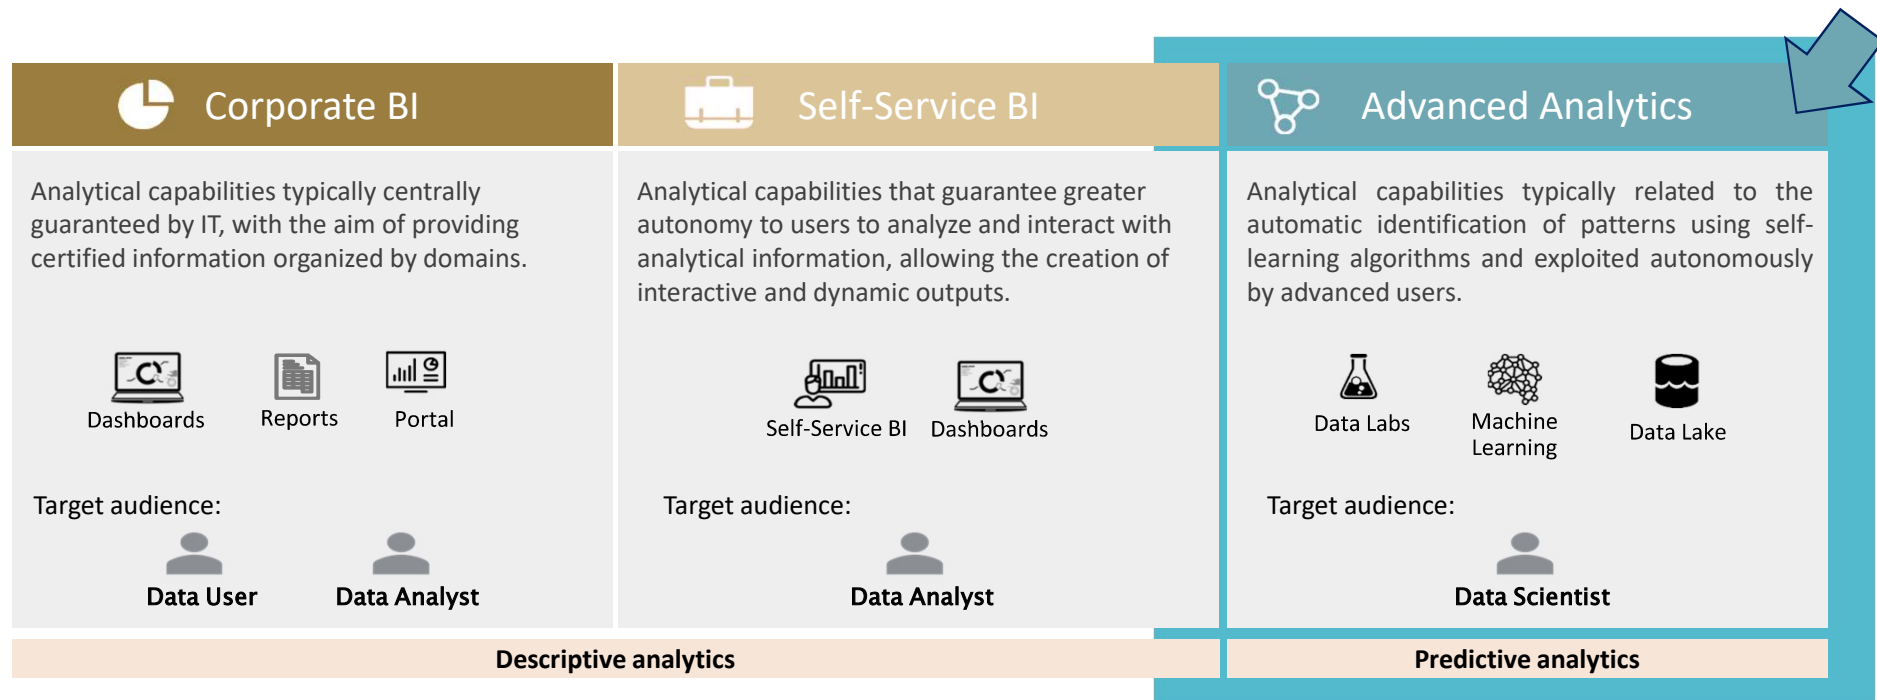 Corporate BI
Analytical capabilities typically centrally
guaranteed by IT, with the aim of providing
certified information organized by domains.
Dashboards
Reports
Portal
Target audience:
Data User
Data Analyst
Self-Service BI
Analytical capabilities that guarantee greater
autonomy to users to analyze and interact with
analytical information, allowing the creation of
interactive and dynamic outputs.
Self-Service BI
Dashboards
Target audience:
Data Analyst
Descriptive analytics
Advanced Analytics
Analytical capabilities typically related to the
automatic identification of patterns using self-
learning algorithms and exploited autonomously
by advanced users.
Data Labs
Machine
Learning
Data Lake
Target audience:
Data Scientist
Predictive analytics